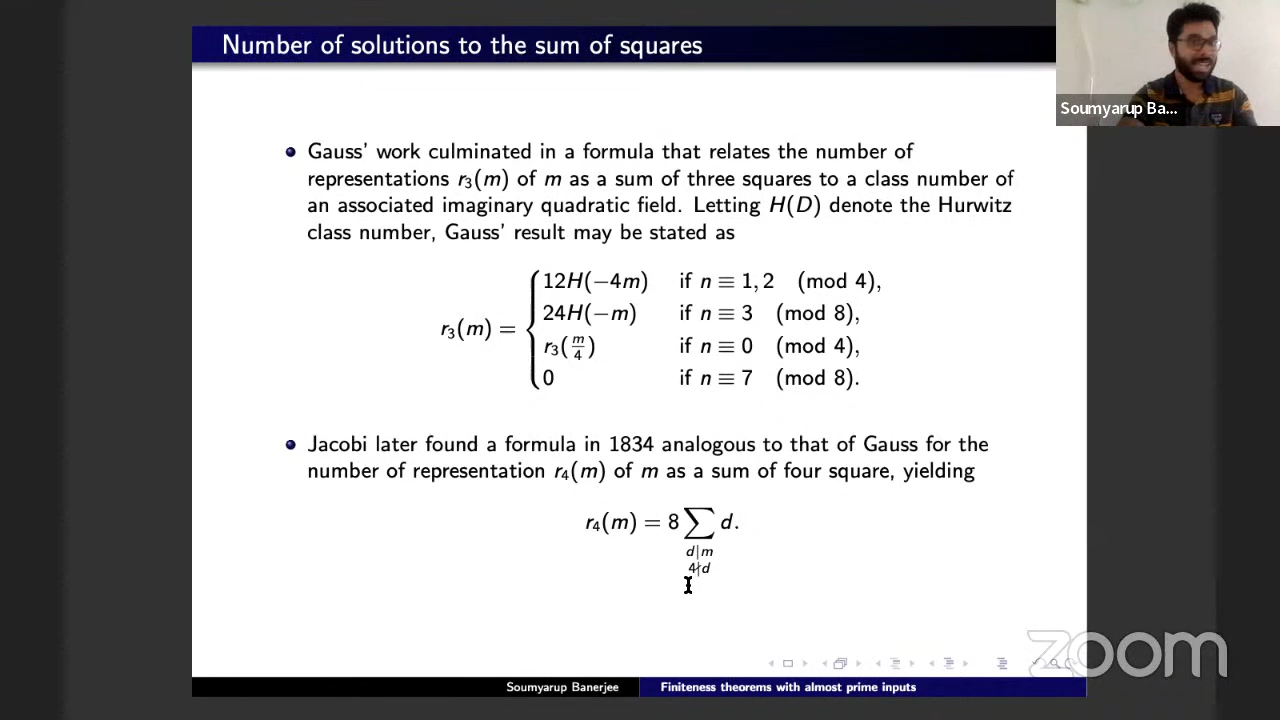 Number of solutions to the sum of squares
Soumyarup Ba...
Gauss' work culminated in a formula that relates the number of
representations r₃(m) of m as a sum of three squares to a class number of
an associated imaginary quadratic field. Letting H(D) denote the Hurwitz
class number, Gauss' result may be stated as
12H(−4m) if n ≡ 1, 2 (mod 4),
24H(−m) if n ≡ 3 (mod 8),
r₃(m) = {
r₃(m/4) if n ≡ 0 (mod 4),
0 if n ≡ 7 (mod 8).
Jacobi later found a formula in 1834 analogous to that of Gauss for the
number of representation r₄(m) of m as a sum of four square, yielding
r₄(m) = 8 ∑ d.
d|m
4∤d
zoom
Soumyarup Banerjee Finiteness theorems with almost prime inputs